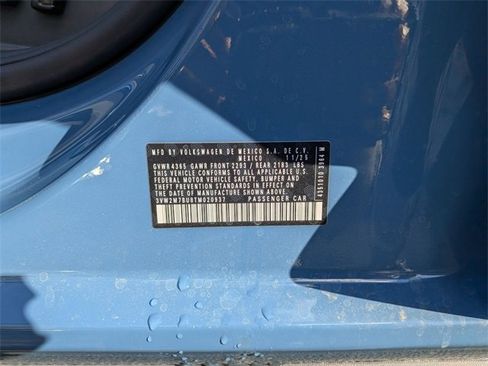 MFD BY VOLKSWAGEN DE MEXICO S.A. DE C.V.
MEXICO 11/25
GVWR 4365 GAWR FRONT 2293 / REAR 2185 LBS
THIS VEHICLE CONFORMS TO ALL APPLICABLE U.S.
FEDERAL MOTOR VEHICLE SAFETY, BUMPER AND
THEFT PREVENTION STANDARDS IN EFFECT ON
THE DATE OF MANUFACTURE SHOWN ABOVE.
3VW2M7BU8TM020937 PASSENGER CAR